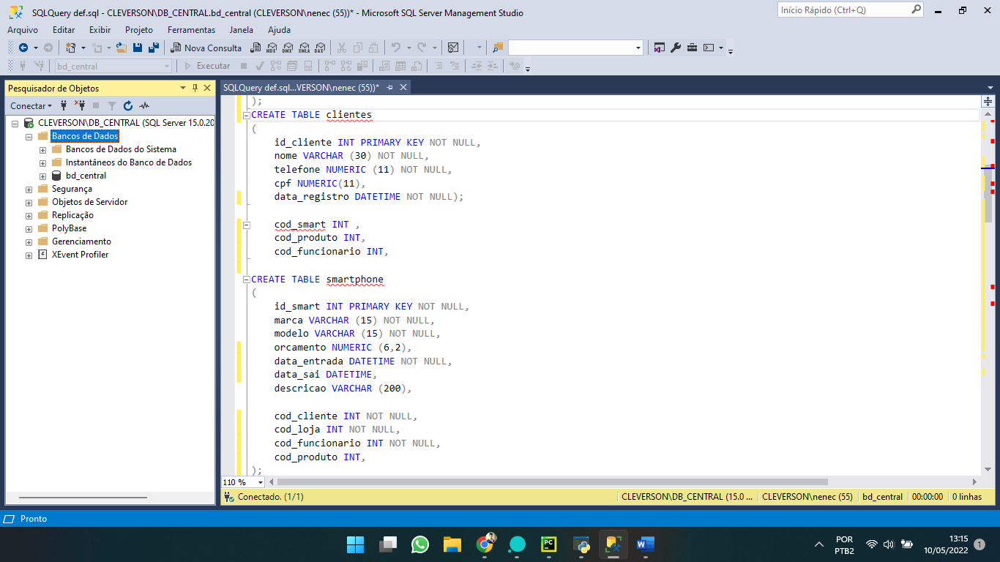 SQLQuery def.sql - CLEVERSON\DB_CENTRAL.bd_central (CLEVERSON\nenec (55))* - Microsoft SQL Server Management Studio
Início Rápido (Ctrl+Q)
Arquivo Editar Exibir Projeto Ferramentas Janela Ajuda
Nova Consulta MDX DMX XMLA DAX
bd_central Executar
Pesquisador de Objetos
SQLQuery def.sql...VERSON\nenec (55))*
Conectar
CLEVERSON\DB_CENTRAL (SQL Server 15.0.20
Bancos de Dados
Bancos de Dados do Sistema
Instantâneos do Banco de Dados
bd_central
Segurança
Objetos de Servidor
Replicação
PolyBase
Gerenciamento
XEvent Profiler
);
CREATE TABLE clientes
(
id_cliente INT PRIMARY KEY NOT NULL,
nome VARCHAR (30) NOT NULL,
telefone NUMERIC (11) NOT NULL,
cpf NUMERIC(11),
data_registro DATETIME NOT NULL);
cod_smart INT ,
cod_produto INT,
cod_funcionario INT,
CREATE TABLE smartphone
(
id_smart INT PRIMARY KEY NOT NULL,
marca VARCHAR (15) NOT NULL,
modelo VARCHAR (15) NOT NULL,
orcamento NUMERIC (6,2),
data_entrada DATETIME NOT NULL,
data_sai DATETIME,
descricao VARCHAR (200),
cod_cliente INT NOT NULL,
cod_loja INT NOT NULL,
cod_funcionario INT NOT NULL,
cod_produto INT,
);
110 %
Conectado. (1/1)
CLEVERSON\DB_CENTRAL (15.0 ... CLEVERSON\nenec (55) bd_central 00:00:00 0 linhas
Pronto
PC
W
POR
PTB2
13:15
10/05/2022
1